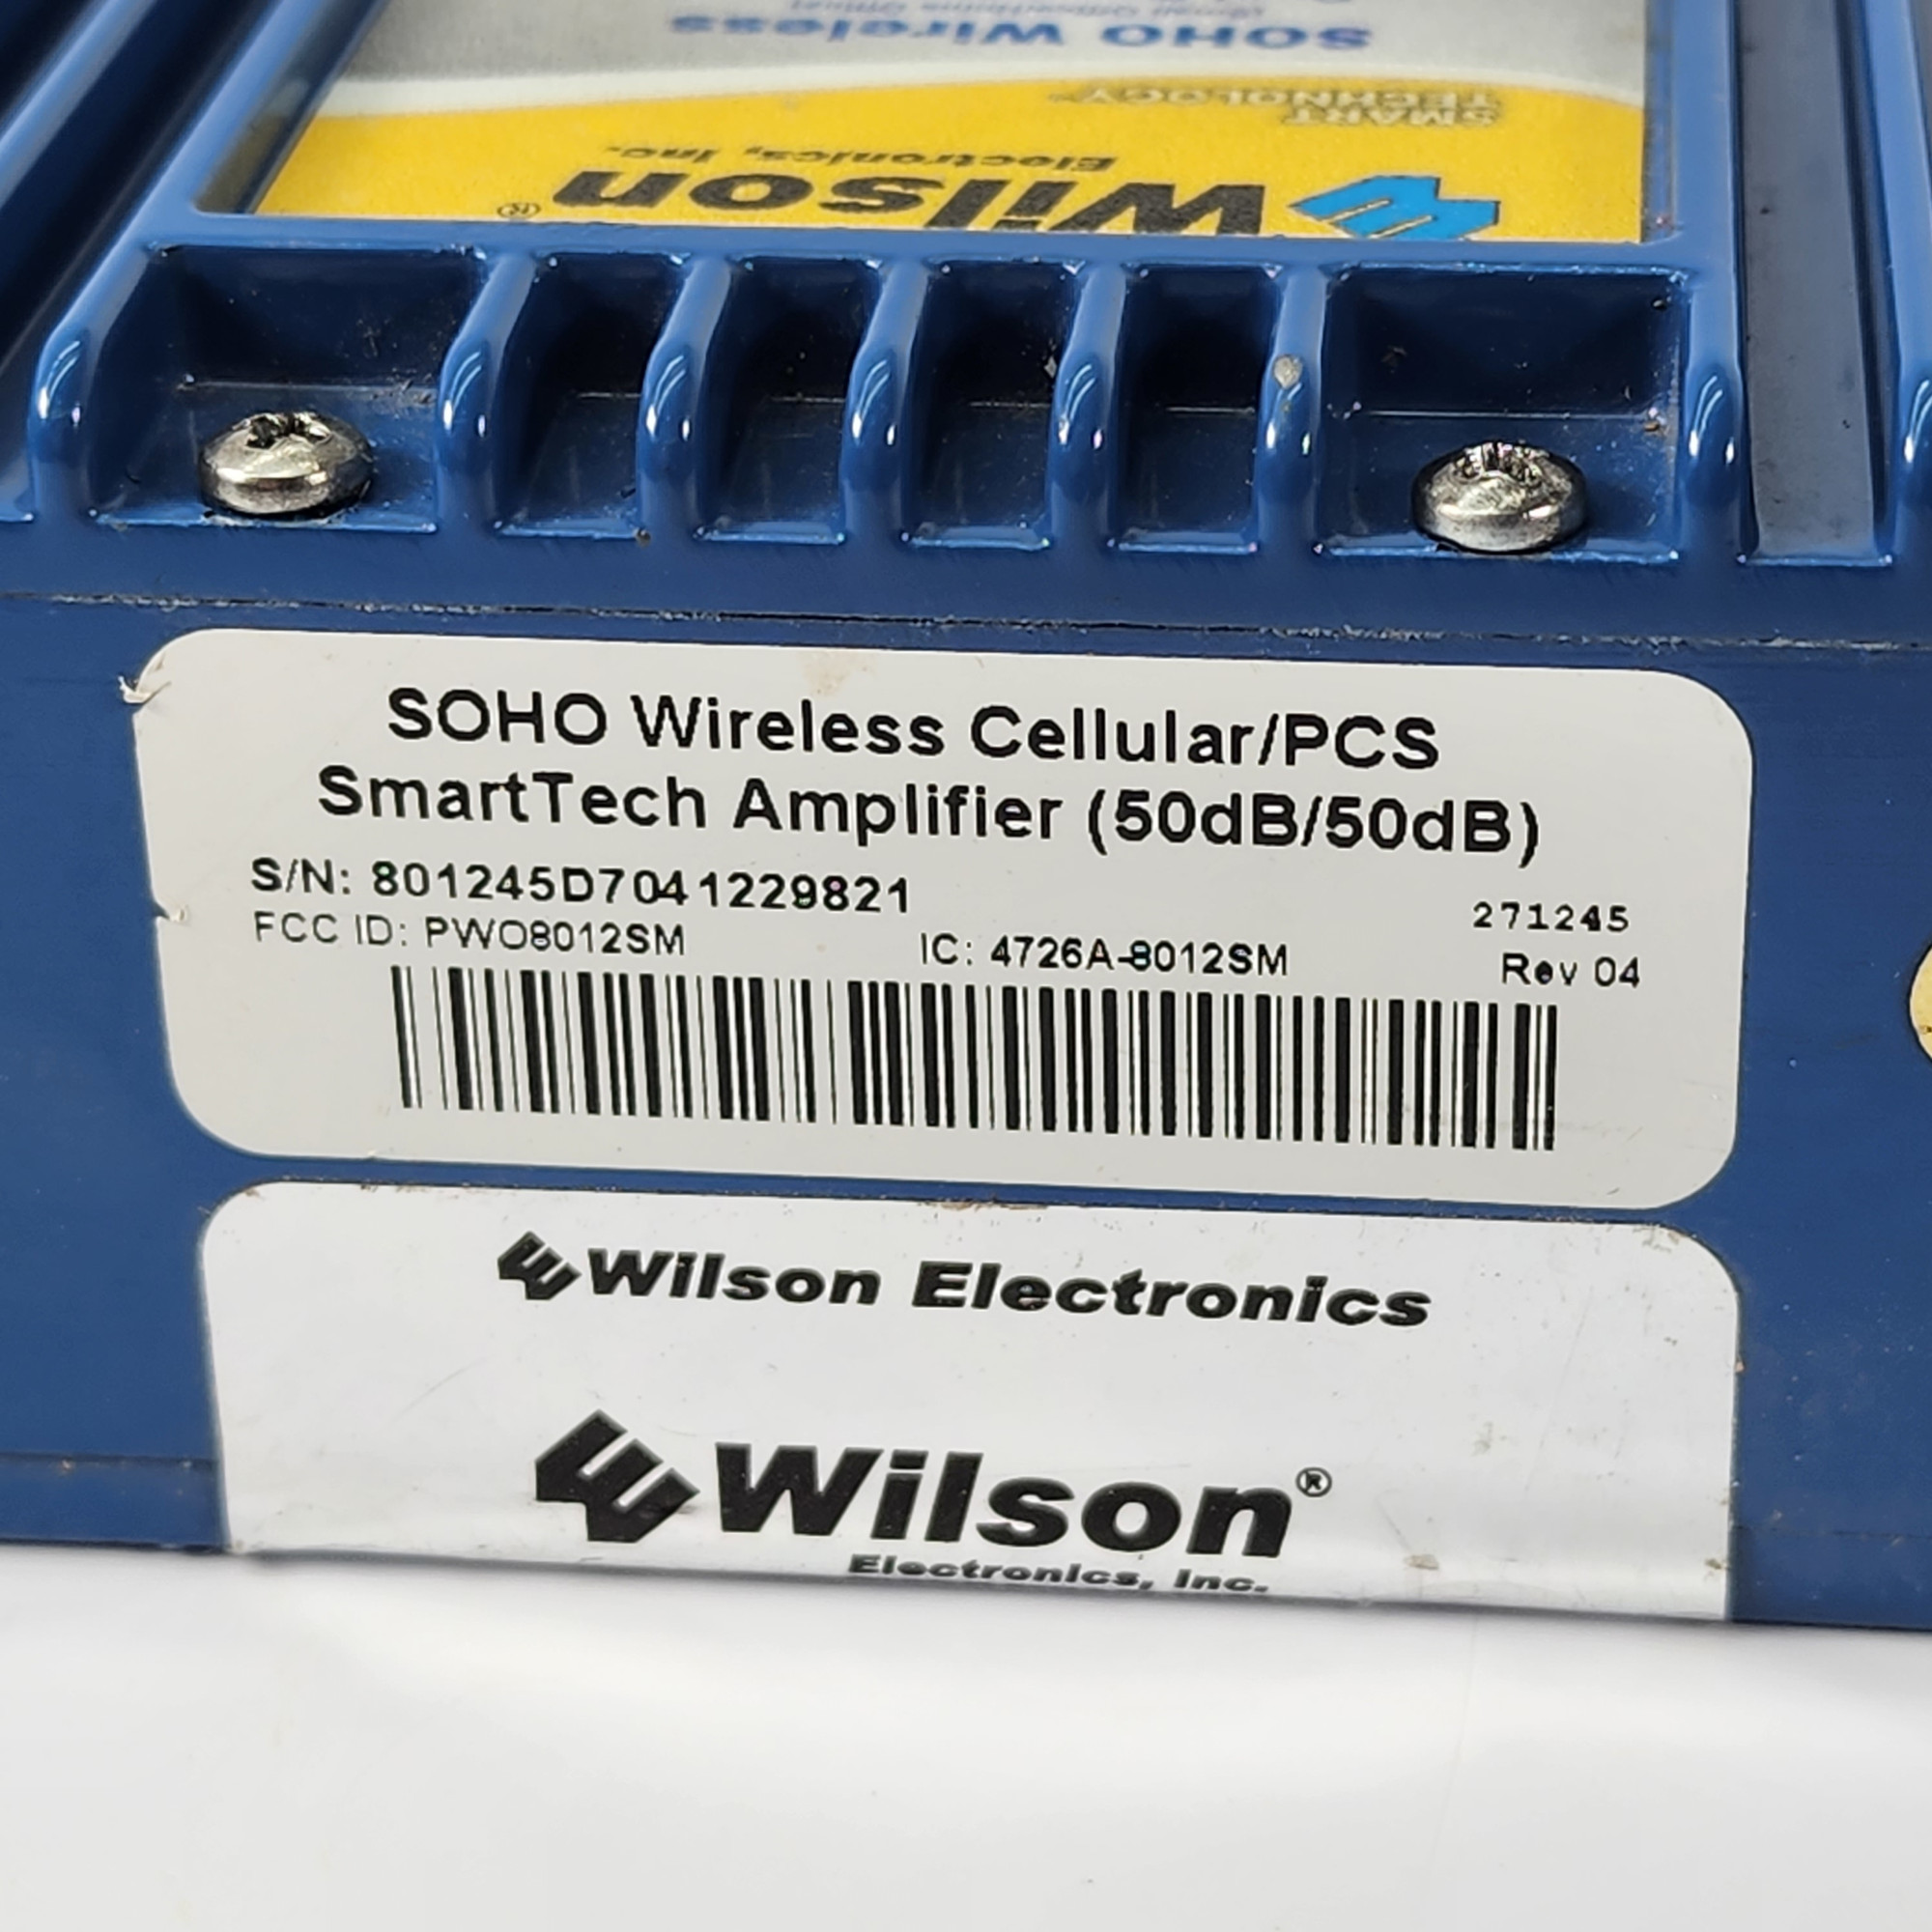 SOHO Wireless
SMART
TECHNOLOGY™
Electronics, Inc.
Wilson®
SOHO Wireless Cellular/PCS
SmartTech Amplifier (50dB/50dB)
S/N: 801245D7041229821
FCC ID: PWO8012SM IC: 4726A-8012SM
271245
Rev 04
Wilson Electronics
Wilson®
Electronics, Inc.